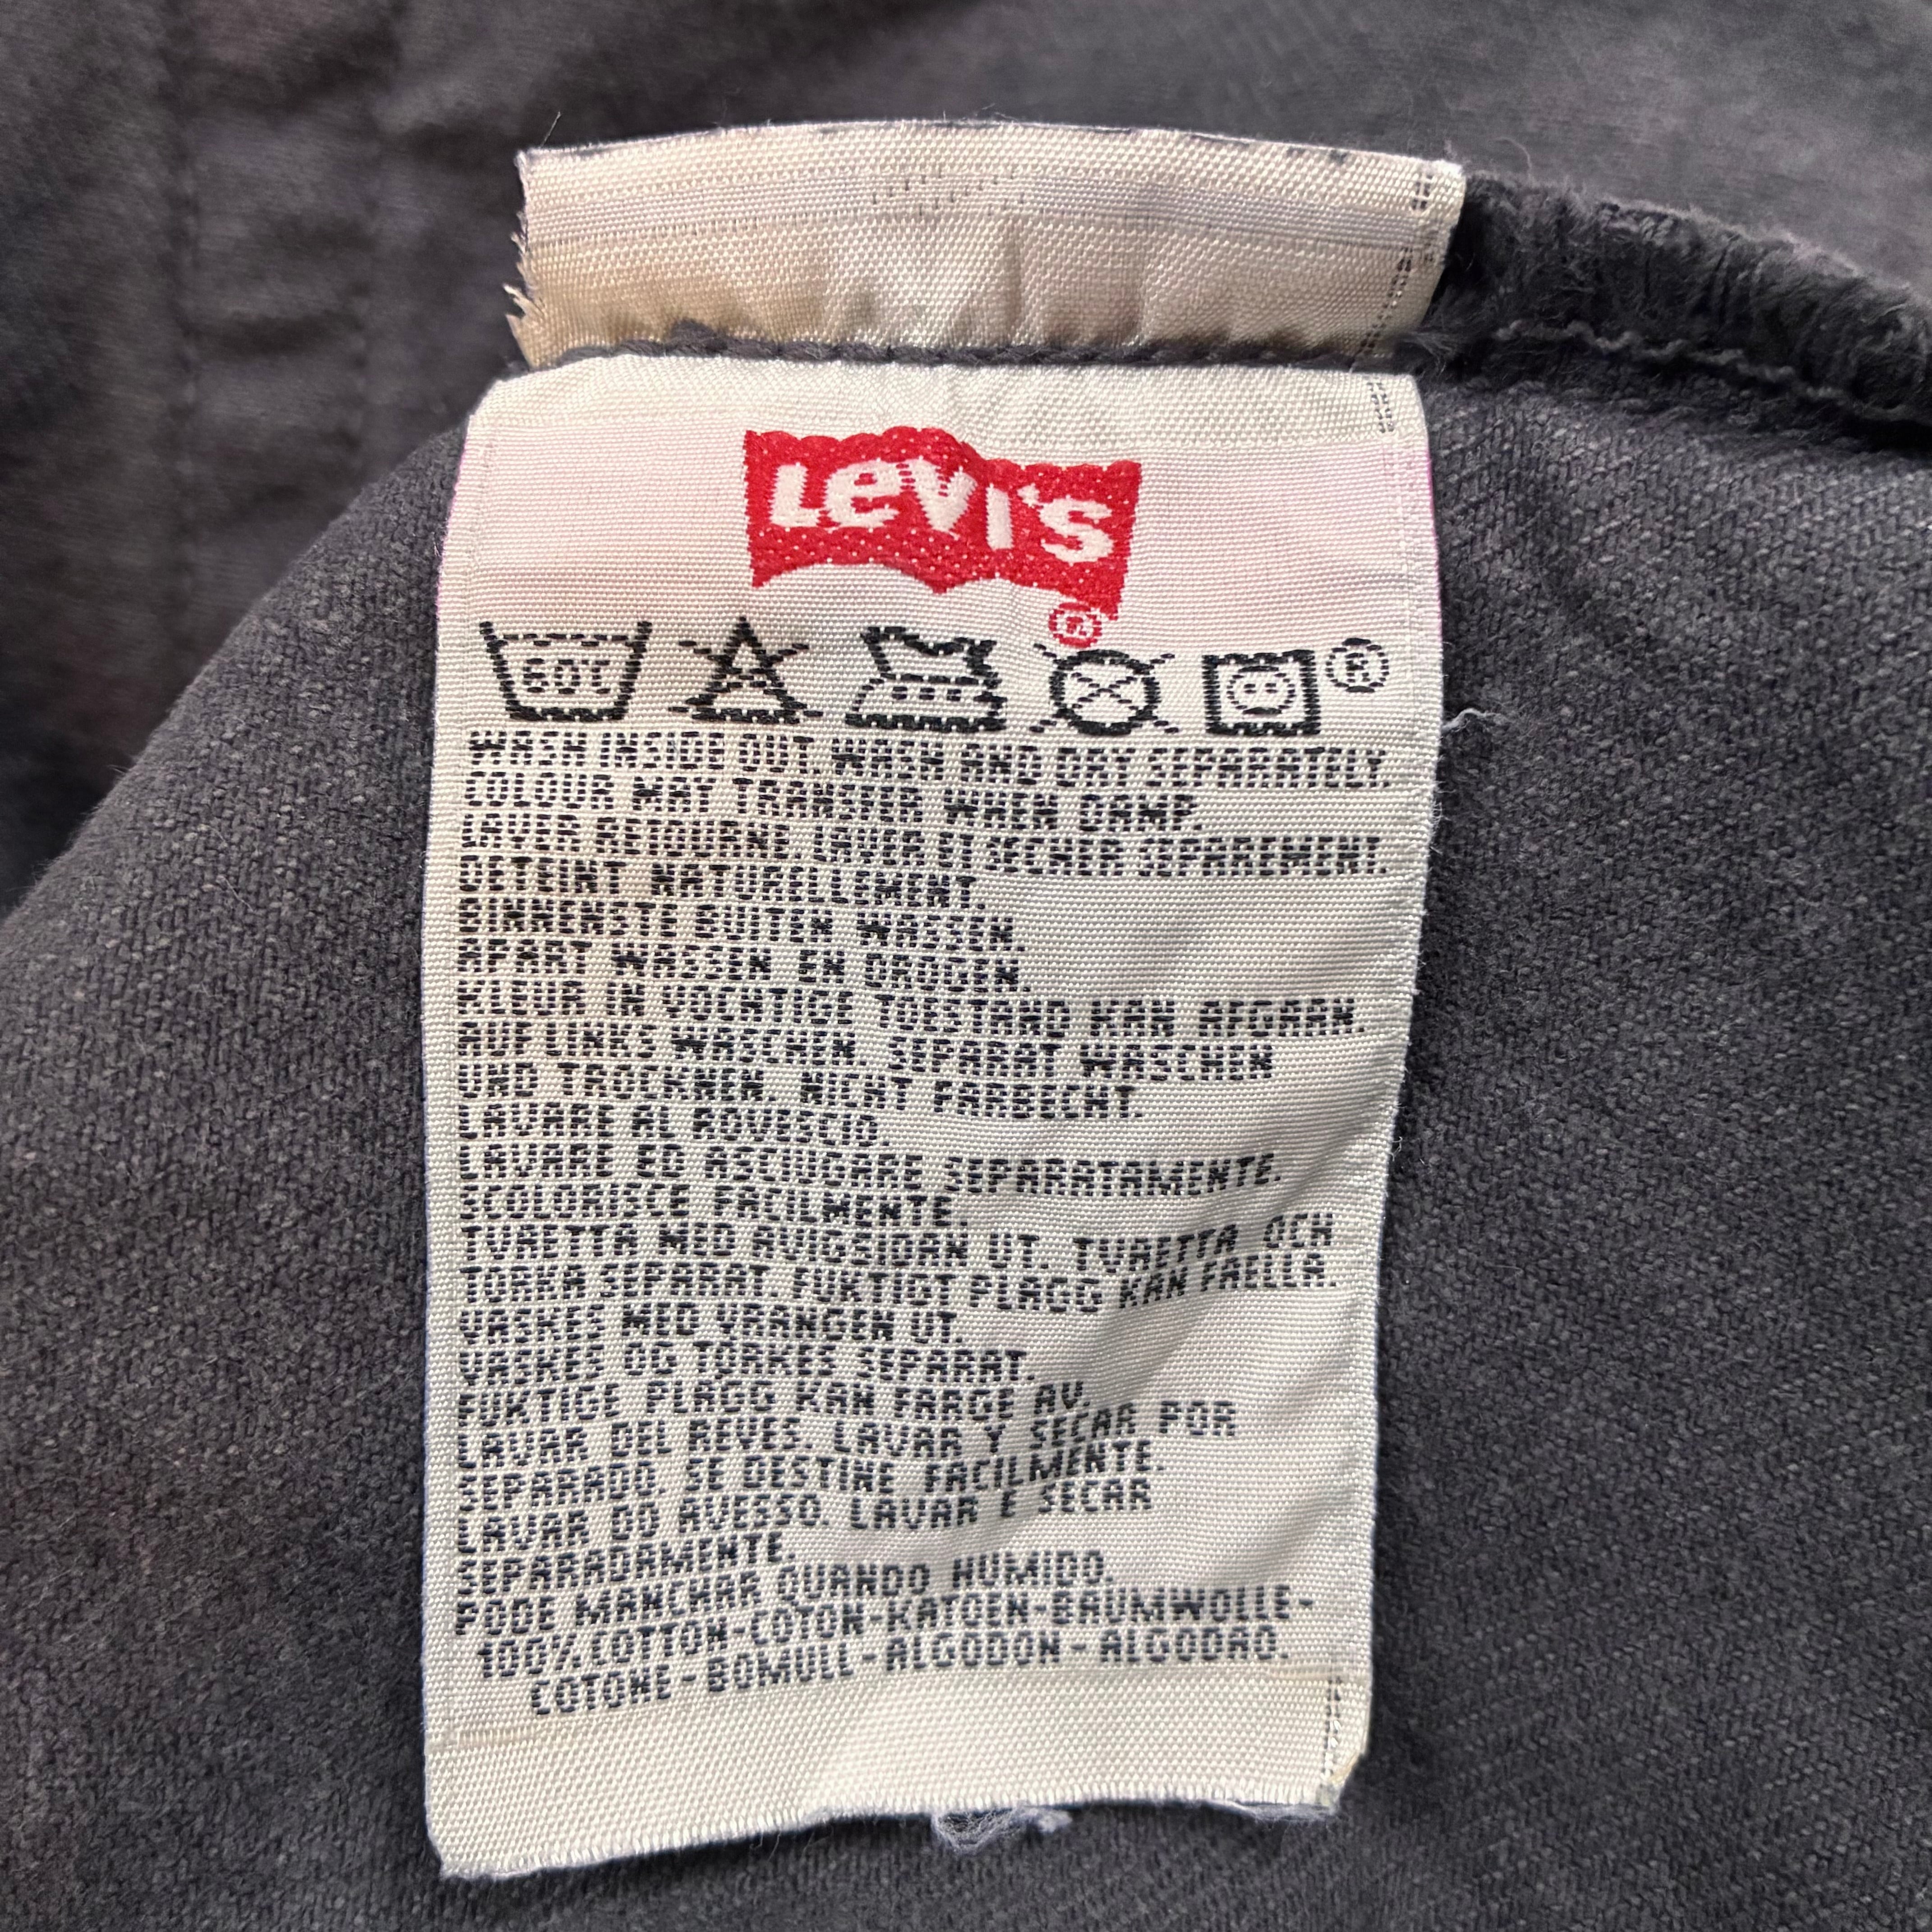 Levi's
®
60°C
®
WASH INSIDE OUT. WASH AND DRY SEPARATELY.
COLOUR MAY TRANSFER WHEN DAMP.
LAVER RETOURNE LAVER ET SECHER SEPAREMENT.
DETEINT NATURELLEMENT.
BINNENSTE BUITEN WASSEN.
APART WASSEN EN DROGEN.
KLEUR IN VOCHTIGE TOESTAND KAN AFGAAN.
AUF LINKS WASCHEN. SEPARAT WASCHEN
UND TROCKNEN. NICHT FARBECHT.
LAVARE AL ROVESCIO.
LAVARE ED ASCIUGARE SEPARATAMENTE.
SCOLORISCE FACILMENTE.
TVAETTA MED AVIGSIDAN UT. TVAETTA OCH
TORKA SEPARAT. FUKTIGT PLAGG KAN FAELLA.
VASKES MED VRANGEN UT.
VASKES OG TORKES SEPARAT.
FUKTIGE PLAGG KAN FARGE AV.
LAVAR DEL REVES. LAVAR Y SECAR POR
SEPARADO. SE DESTINE FACILMENTE.
LAVAR DO AVESSO. LAVAR E SECAR
SEPARADAMENTE.
PODE MANCHAR QUANDO HUMIDO.
100% COTTON-COTON-KATOEN-BAUMWOLLE-
COTONE-BOMULL-ALGODON-ALGODAO.